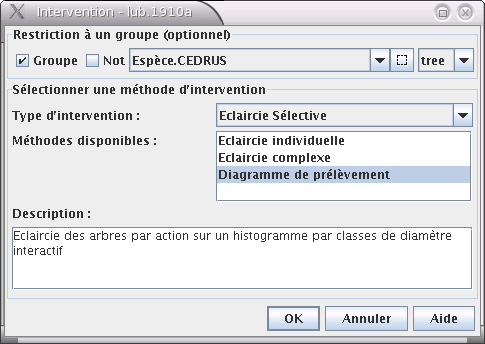 Intervention - lub.1910a
Restriction à un groupe (optionnel)
Groupe Not Espèce.CEDRUS tree
Sélectionner une méthode d'intervention
Type d'intervention : Eclaircie Sélective
Méthodes disponibles : Eclaircie individuelle
Eclaircie complexe
Diagramme de prélèvement
Description :
Eclaircie des arbres par action sur un histogramme par classes de diamètre
interactif
OK Annuler Aide